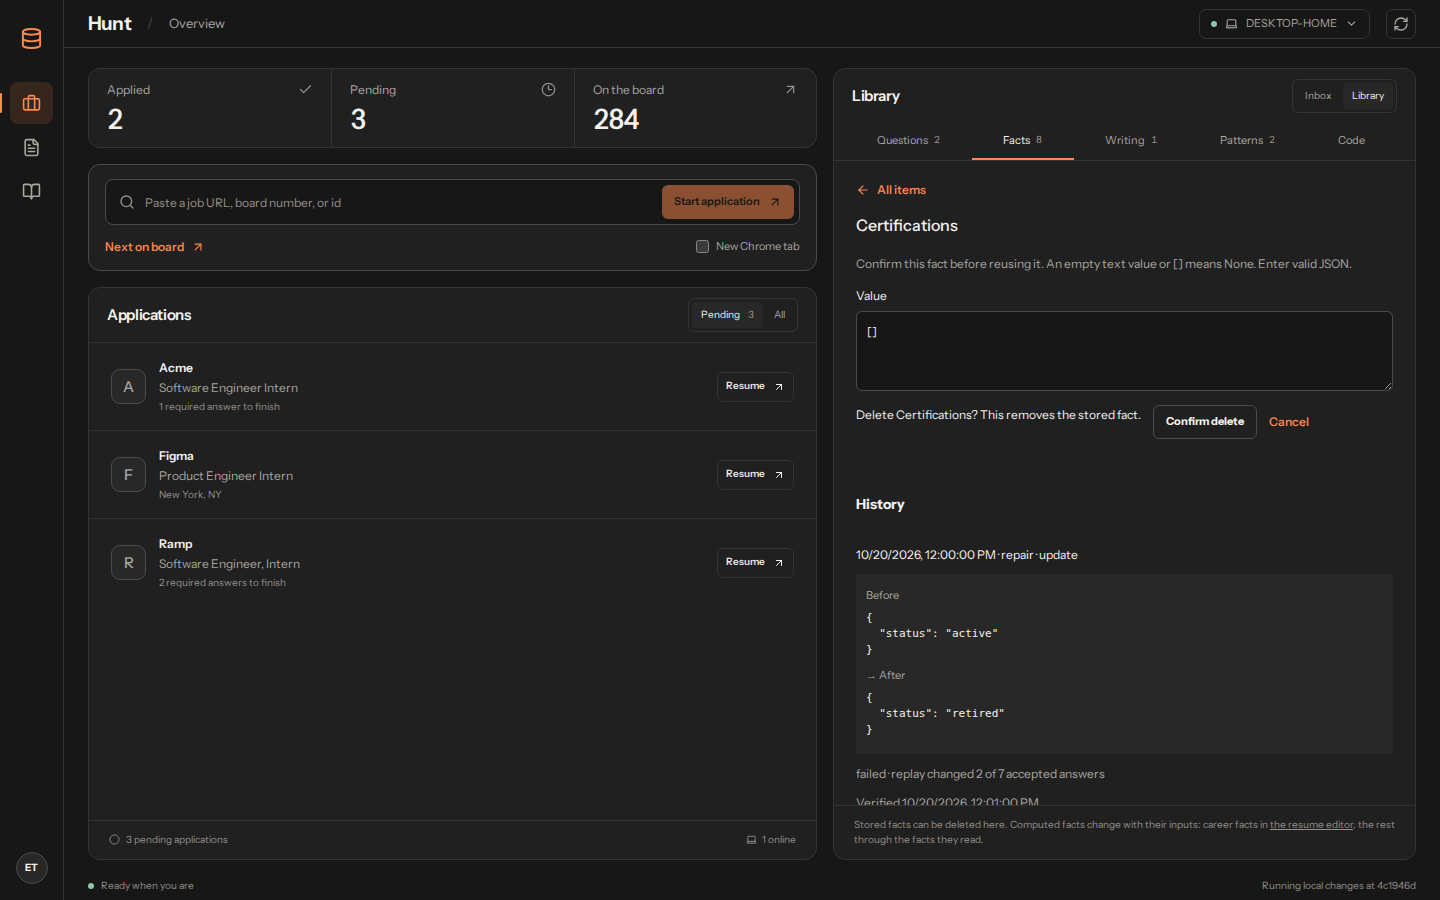 Hunt / Overview
DESKTOP-HOME
Applied
2
Pending
3
On the board
284
Paste a job URL, board number, or id
Start application
Next on board
New Chrome tab
Applications
Pending 3
All
A
Acme
Software Engineer Intern
1 required answer to finish
Resume
F
Figma
Product Engineer Intern
New York, NY
Resume
R
Ramp
Software Engineer, Intern
2 required answers to finish
Resume
3 pending applications
1 online
Library
Inbox
Library
Questions 2
Facts 8
Writing 1
Patterns 2
Code
All items
Certifications
Confirm this fact before reusing it. An empty text value or [] means None. Enter valid JSON.
Value
[]
Delete Certifications? This removes the stored fact.
Confirm delete
Cancel
History
10/20/2026, 12:00:00 PM · repair · update
Before
{
"status": "active"
}
→ After
{
"status": "retired"
}
failed · replay changed 2 of 7 accepted answers
Verified 10/20/2026, 12:01:00 PM
Stored facts can be deleted here. Computed facts change with their inputs: career facts in the resume editor, the rest
through the facts they read.
ET
Ready when you are
Running local changes at 4c1946d